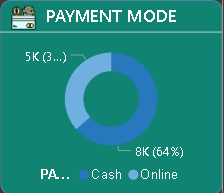 PAYMENT MODE
5K (3...)
8K (64%)
PA... Cash Online